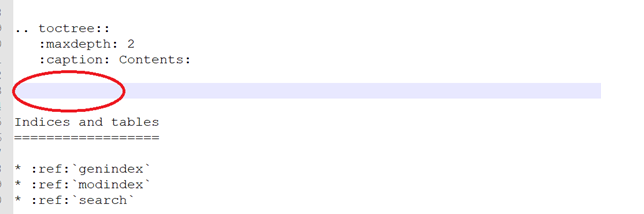 .. toctree::
:maxdepth: 2
:caption: Contents:
Indices and tables
==================
* :ref:`genindex`
* :ref:`modindex`
* :ref:`search`